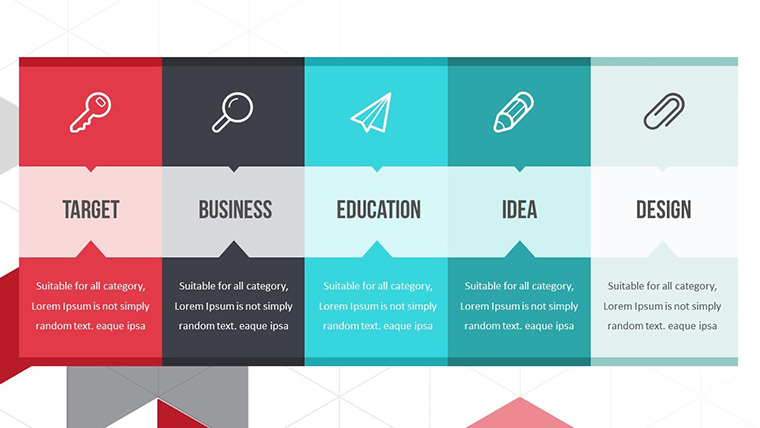 TARGET
BUSINESS
EDUCATION
IDEA
DESIGN
Suitable for all category,
Lorem Ipsum is not simply
random text. eaque ipsa
Suitable for all category,
Lorem Ipsum is not simply
random text. eaque ipsa
Suitable for all category,
Lorem Ipsum is not simply
random text. eaque ipsa
Suitable for all category,
Lorem Ipsum is not simply
random text. eaque ipsa
Suitable for all category,
Lorem Ipsum is not simply
random text. eaque ipsa